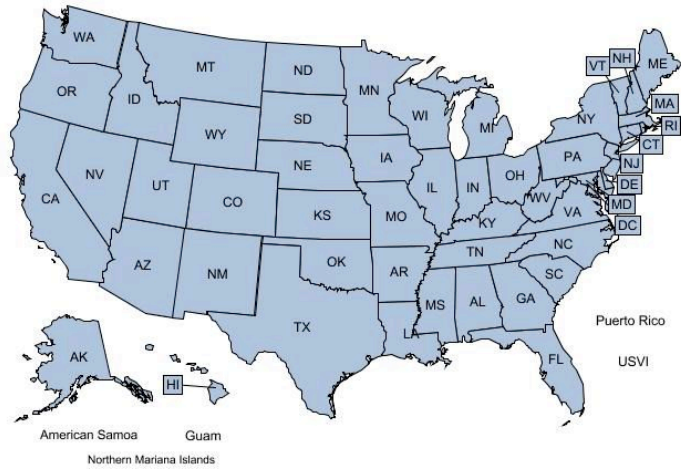 WA
MT
ND
MN
VT
NH
ME
OR
ID
SD
WI
MI
NY
MA
RI
CT
WY
NE
IA
PA
NJ
NV
UT
CO
IL
IN
OH
DE
CA
KS
MO
KY
WV
VA
MD
DC
AZ
NM
OK
AR
TN
NC
SC
TX
LA
MS
AL
GA
Puerto Rico
AK
HI
FL
USVI
American Samoa
Guam
Northern Mariana Islands